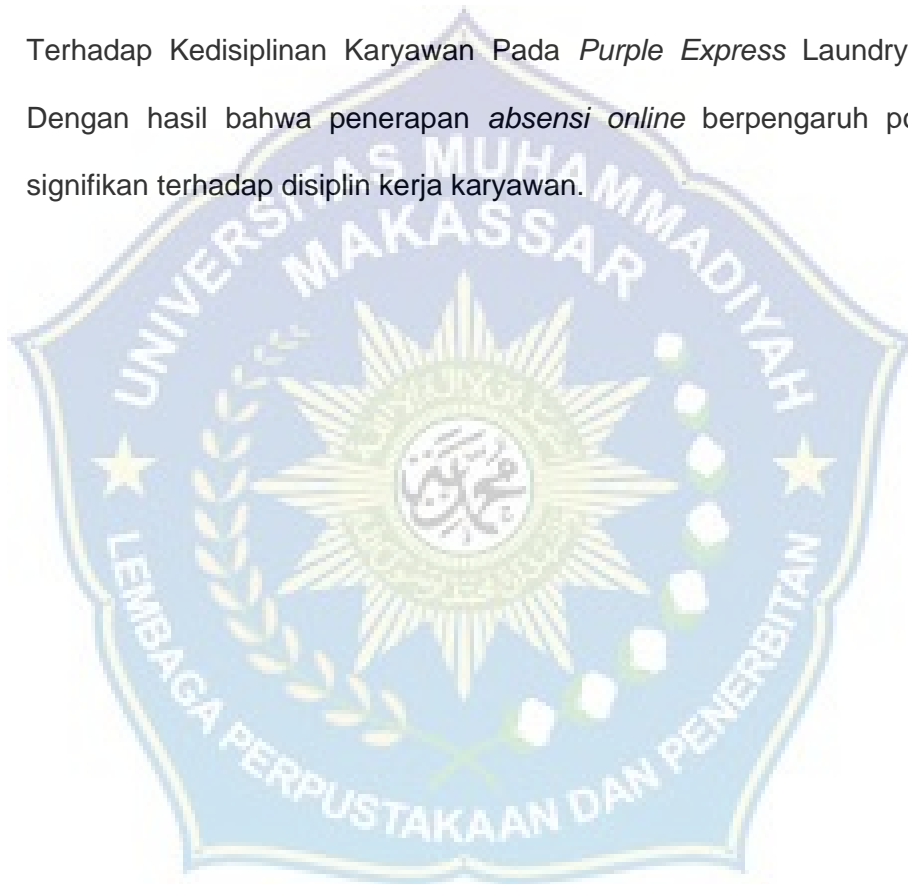 Terhadap Kedisiplinan Karyawan Pada Purple Express Laundry
Dengan hasil bahwa penerapan absensi online berpengaruh po
signifikan terhadap disiplin kerja karyawan.
UNIVERSITAS MUHAMMADIYAH
MAKASSAR
LEMBAGA PERPUSTAKAAN DAN PENERBITAN